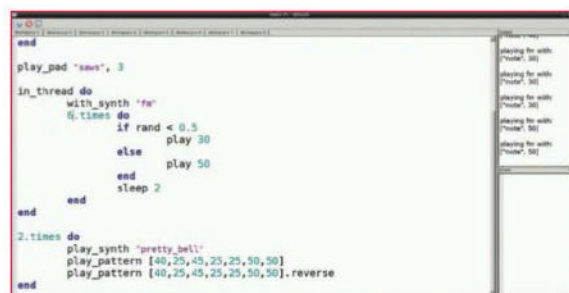 end
play_pad "saws", 3
in_thread do
with_synth "fm"
6.times do
if rand < 0.5
play 30
else
play 50
end
sleep 2
end
end
2.times do
play_synth "pretty_bell"
play_pattern [40,25,45,25,25,50,50]
play_pattern [40,25,45,25,25,50,50].reverse
end
playing fm with:
["note", 30]
playing fm with:
["note", 30]
playing fm with:
["note", 30]
playing fm with:
["note", 50]
playing fm with:
["note", 50]